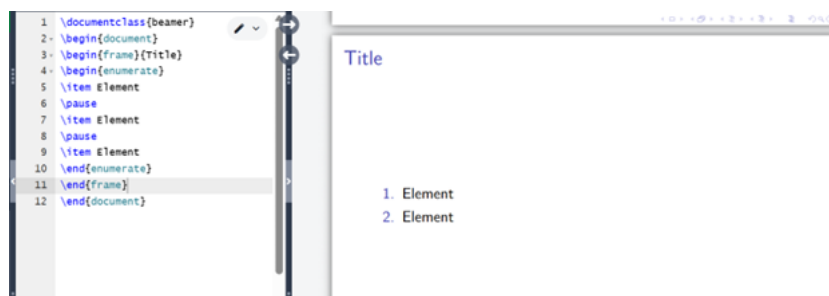 1 \documentclass{beamer}
2 \begin{document}
3 \begin{frame}{Title}
4 \begin{enumerate}
5 \item Element
6 \pause
7 \item Element
8 \pause
9 \item Element
10 \end{enumerate}
11 \end{frame}
12 \end{document}
Title
1. Element
2. Element